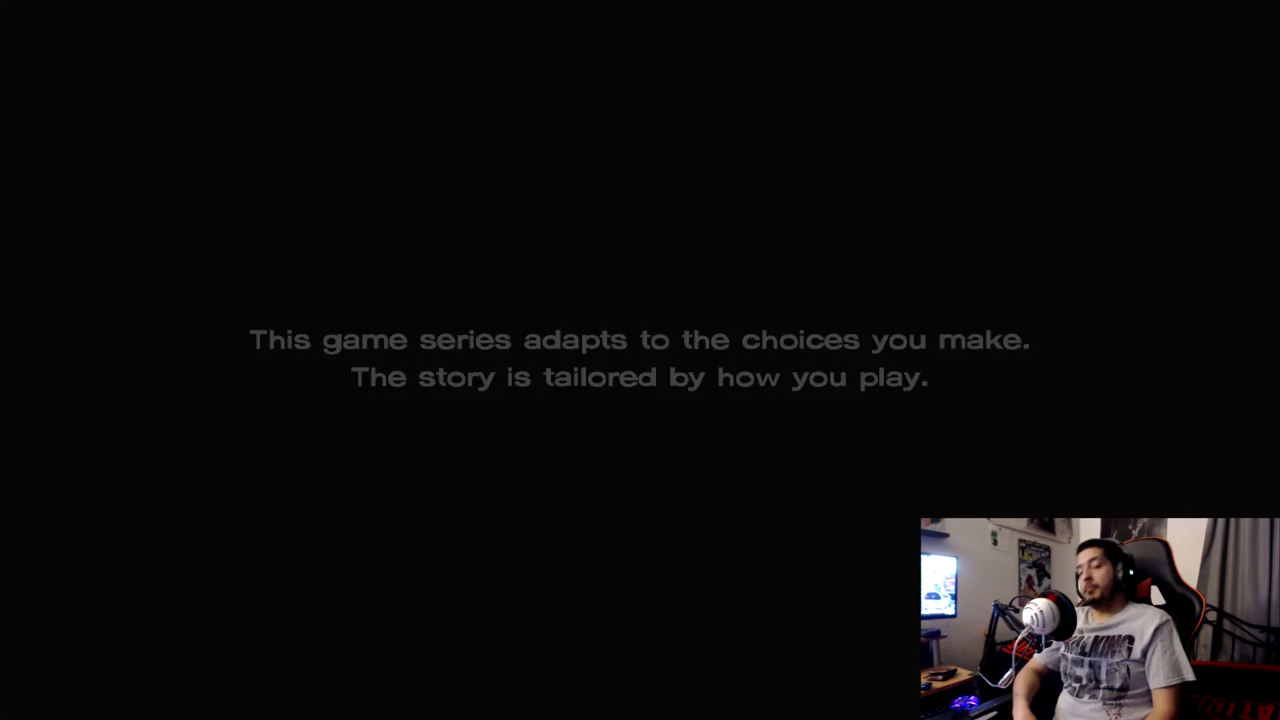 This game series adapts to the choices you make.
The story is tailored by how you play.